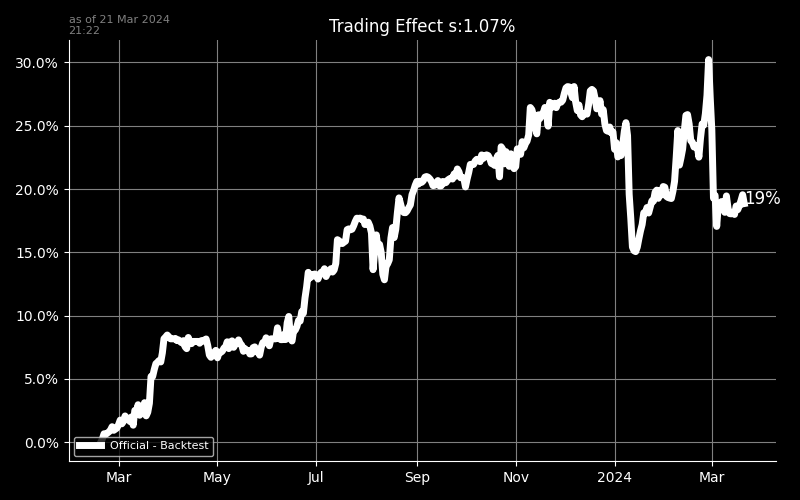 as of 21 Mar 2024
21:22
Trading Effect s:1.07%
30.0%
25.0%
20.0%
15.0%
10.0%
5.0%
0.0%
19%
Official - Backtest
Mar May Jul Sep Nov 2024 Mar